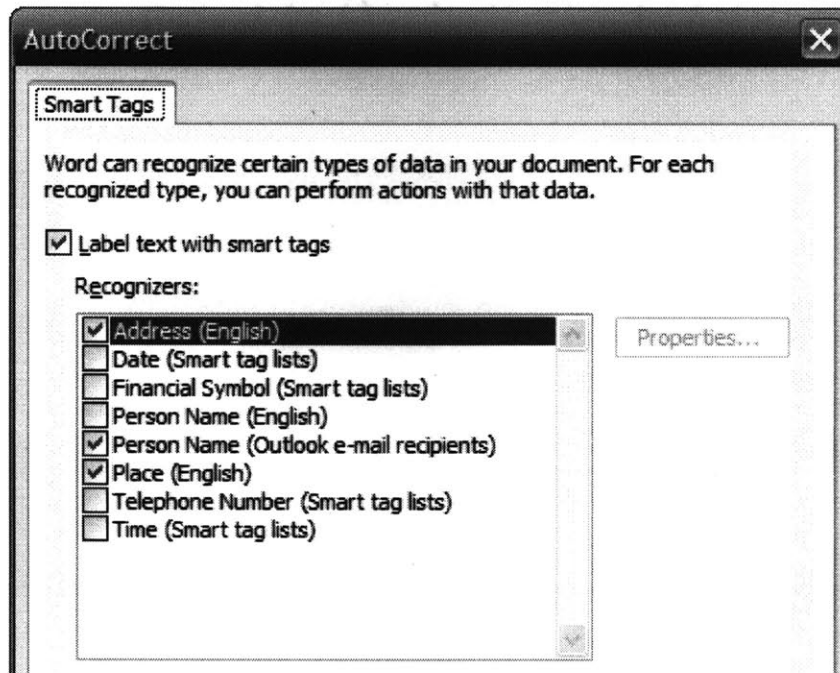 AutoCorrect
Smart Tags
Word can recognize certain types of data in your document. For each
recognized type, you can perform actions with that data.
Label text with smart tags
Recognizers:
Address (English)
Properties...
Date (Smart tag lists)
Financial Symbol (Smart tag lists)
Person Name (English)
Person Name (Outlook e-mail recipients)
Place (English)
Telephone Number (Smart tag lists)
Time (Smart tag lists)